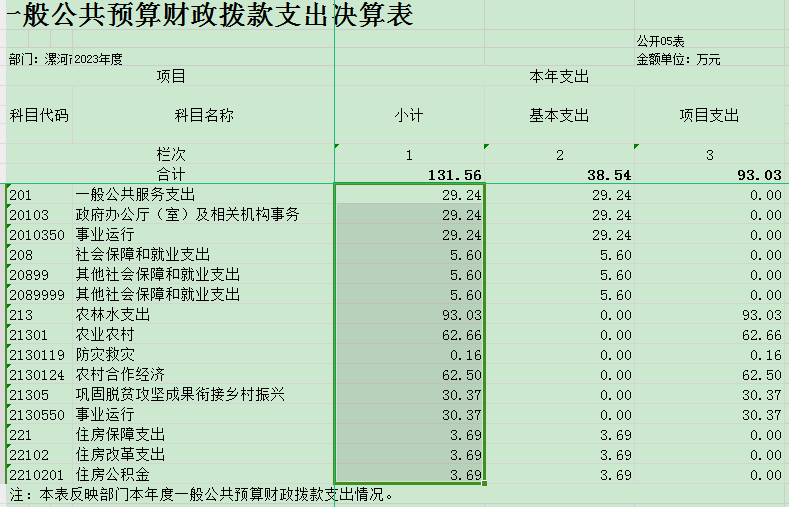 一般公共预算财政拨款支出决算表
公开05表
部门：漯河 2023年度 金额单位：万元
项目 本年支出
科目代码 科目名称 小计 基本支出 项目支出
栏次 1 2 3
合计 131.56 38.54 93.03
201 一般公共服务支出 29.24 29.24 0.00
20103 政府办公厅（室）及相关机构事务 29.24 29.24 0.00
2010350 事业运行 29.24 29.24 0.00
208 社会保障和就业支出 5.60 5.60 0.00
20899 其他社会保障和就业支出 5.60 5.60 0.00
2089999 其他社会保障和就业支出 5.60 5.60 0.00
213 农林水支出 93.03 0.00 93.03
21301 农业农村 62.66 0.00 62.66
2130119 防灾救灾 0.16 0.00 0.16
2130124 农村合作经济 62.50 0.00 62.50
21305 巩固脱贫攻坚成果衔接乡村振兴 30.37 0.00 30.37
2130550 事业运行 30.37 0.00 30.37
221 住房保障支出 3.69 3.69 0.00
22102 住房改革支出 3.69 3.69 0.00
2210201 住房公积金 3.69 3.69 0.00
注：本表反映部门本年度一般公共预算财政拨款支出情况。